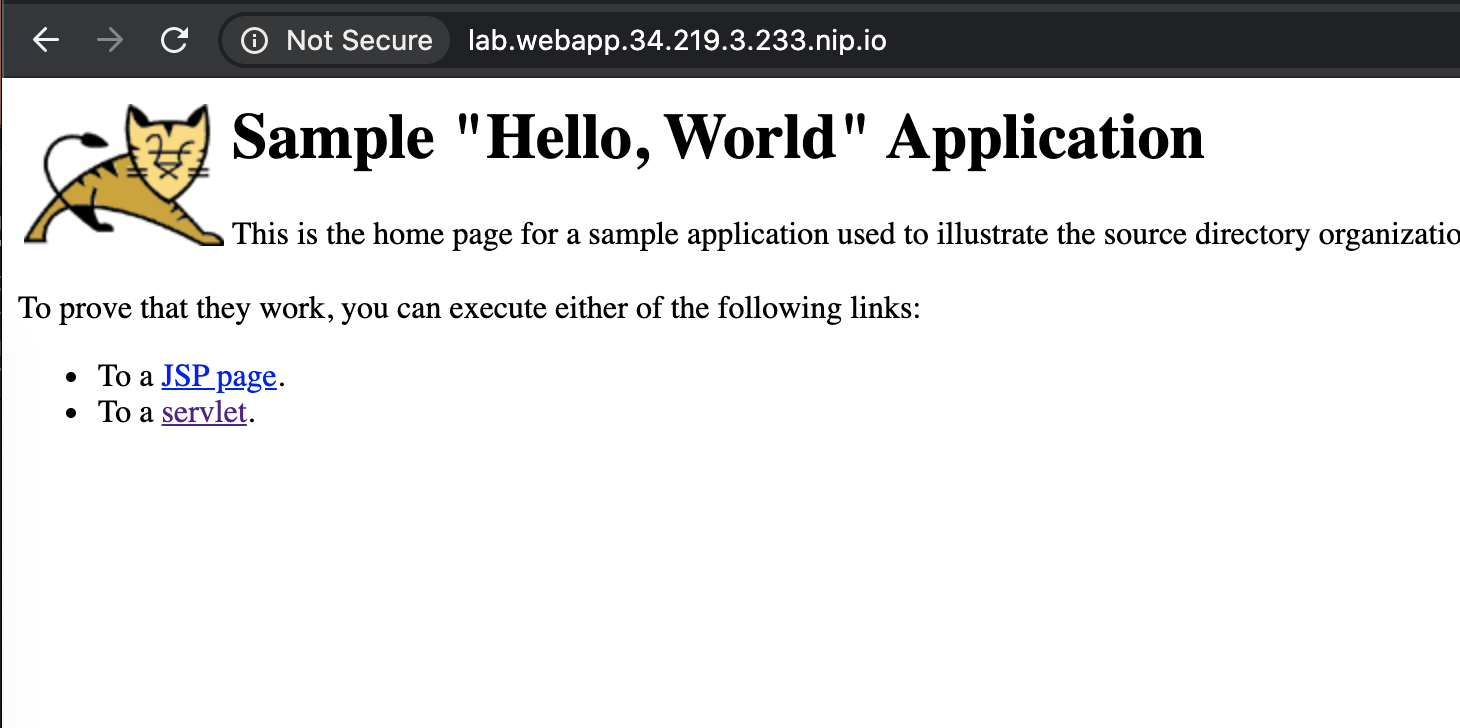 Not Secure lab.webapp.34.219.3.233.nip.io
Sample "Hello, World" Application
This is the home page for a sample application used to illustrate the source directory
To prove that they work, you can execute either of the following links:
• To a JSP page.
• To a servlet.